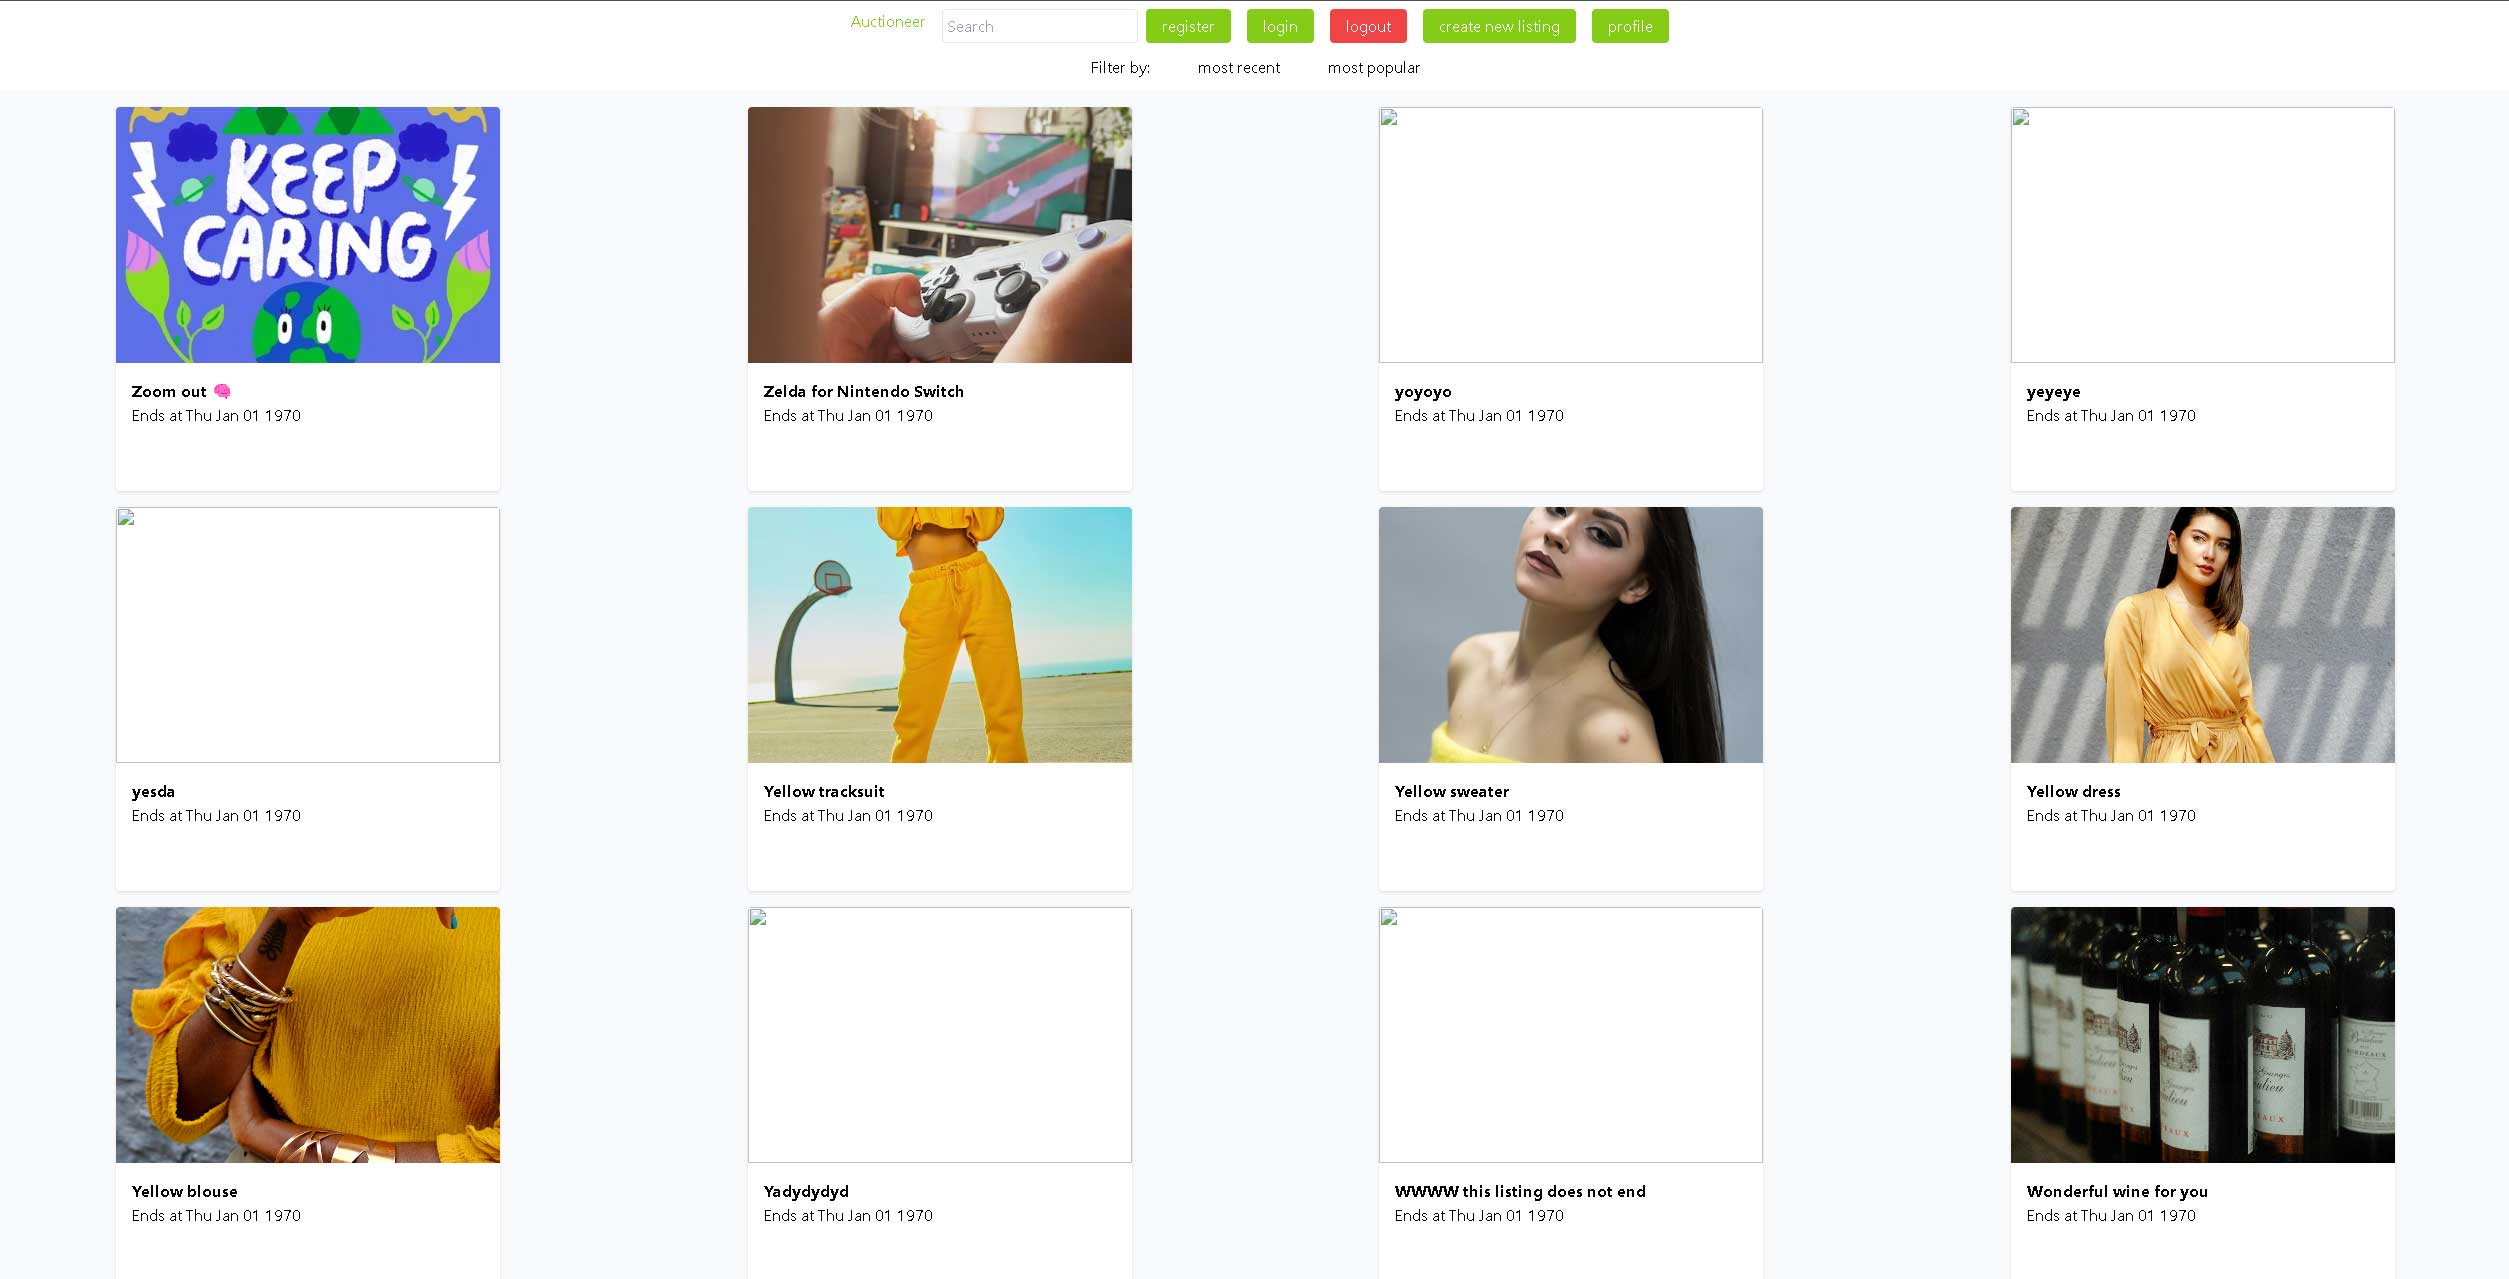 Auctioneer Search register login logout create new listing profile
Filter by: most recent most popular
KEEP
CARING
Zoom out 🧠
Ends at Thu Jan 01 1970
Zelda for Nintendo Switch
Ends at Thu Jan 01 1970
yoyoyo
Ends at Thu Jan 01 1970
yeyeye
Ends at Thu Jan 01 1970
yesda
Ends at Thu Jan 01 1970
Yellow tracksuit
Ends at Thu Jan 01 1970
Yellow sweater
Ends at Thu Jan 01 1970
Yellow dress
Ends at Thu Jan 01 1970
Yellow blouse
Ends at Thu Jan 01 1970
Yadydydyd
Ends at Thu Jan 01 1970
WWWW this listing does not end
Ends at Thu Jan 01 1970
BORDEAUX
Wonderful wine for you
Ends at Thu Jan 01 1970